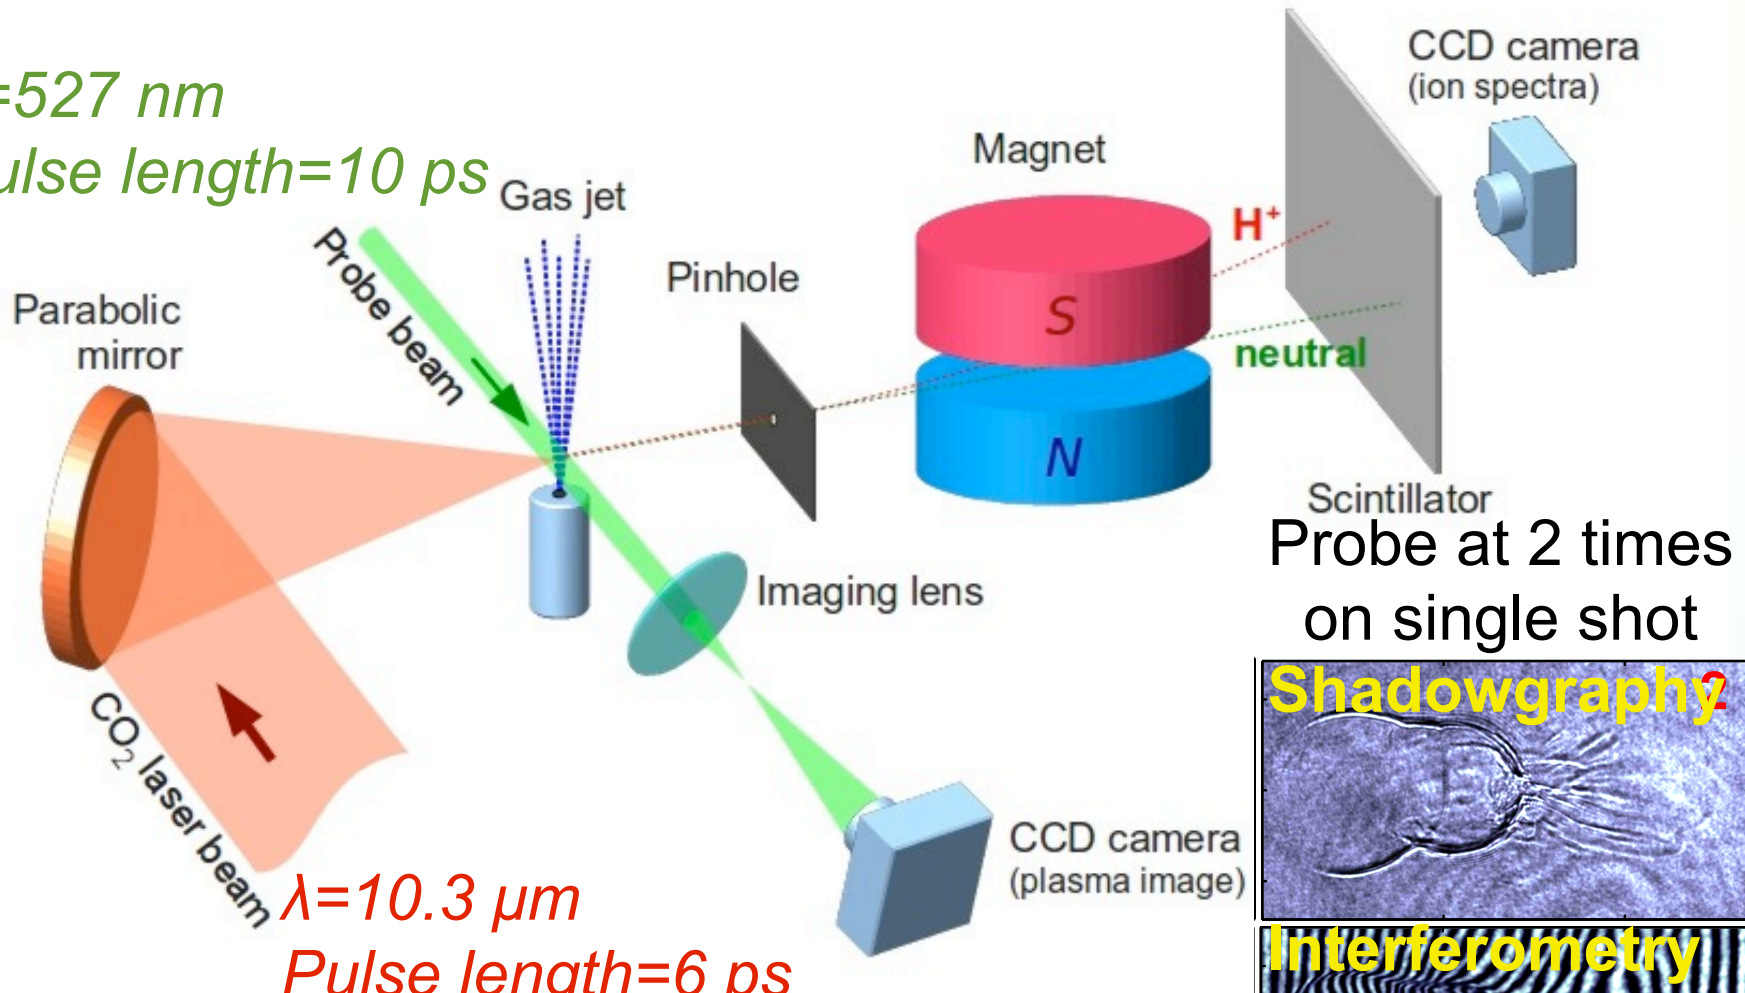 =527 nm
ulse length=10 ps
Gas jet
Probe beam
Parabolic
mirror
Pinhole
Magnet
S
N
H⁺
neutral
CCD camera
(ion spectra)
Scintillator
Probe at 2 times
on single shot
Imaging lens
CO₂ laser beam
λ=10.3 μm
Pulse length=6 ps
CCD camera
(plasma image)
Shadowgraphy
2
Interferometry